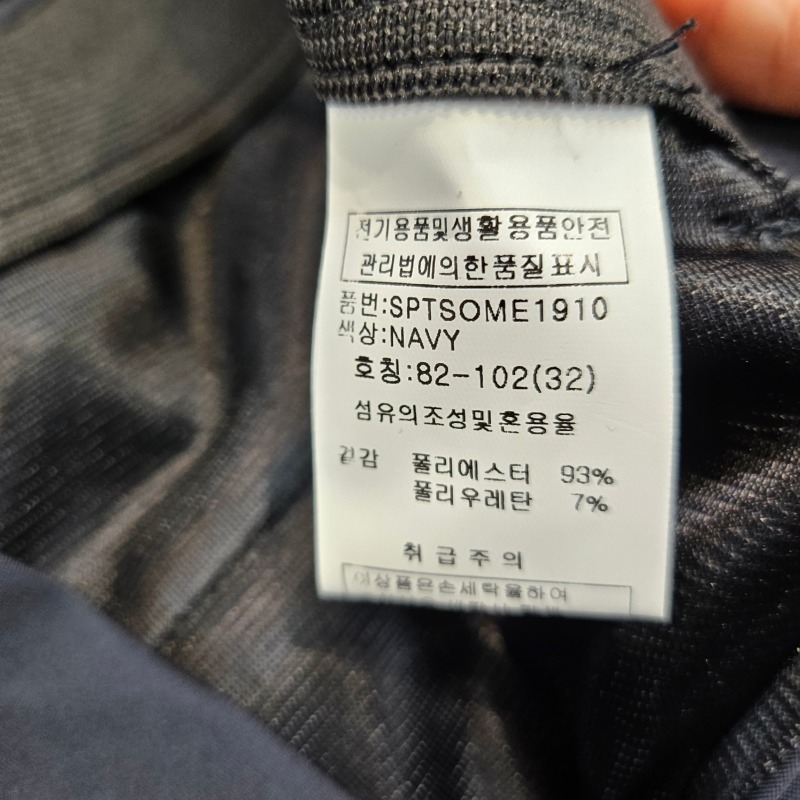 전기용품및생활용품안전
관리법에의한품질표시
품번:SPTSOME1910
색상:NAVY
호칭:82-102(32)
섬유의조성및혼용율
겉감 폴리에스터 93%
폴리우레탄 7%
취급주의
이상품은손세탁을하여